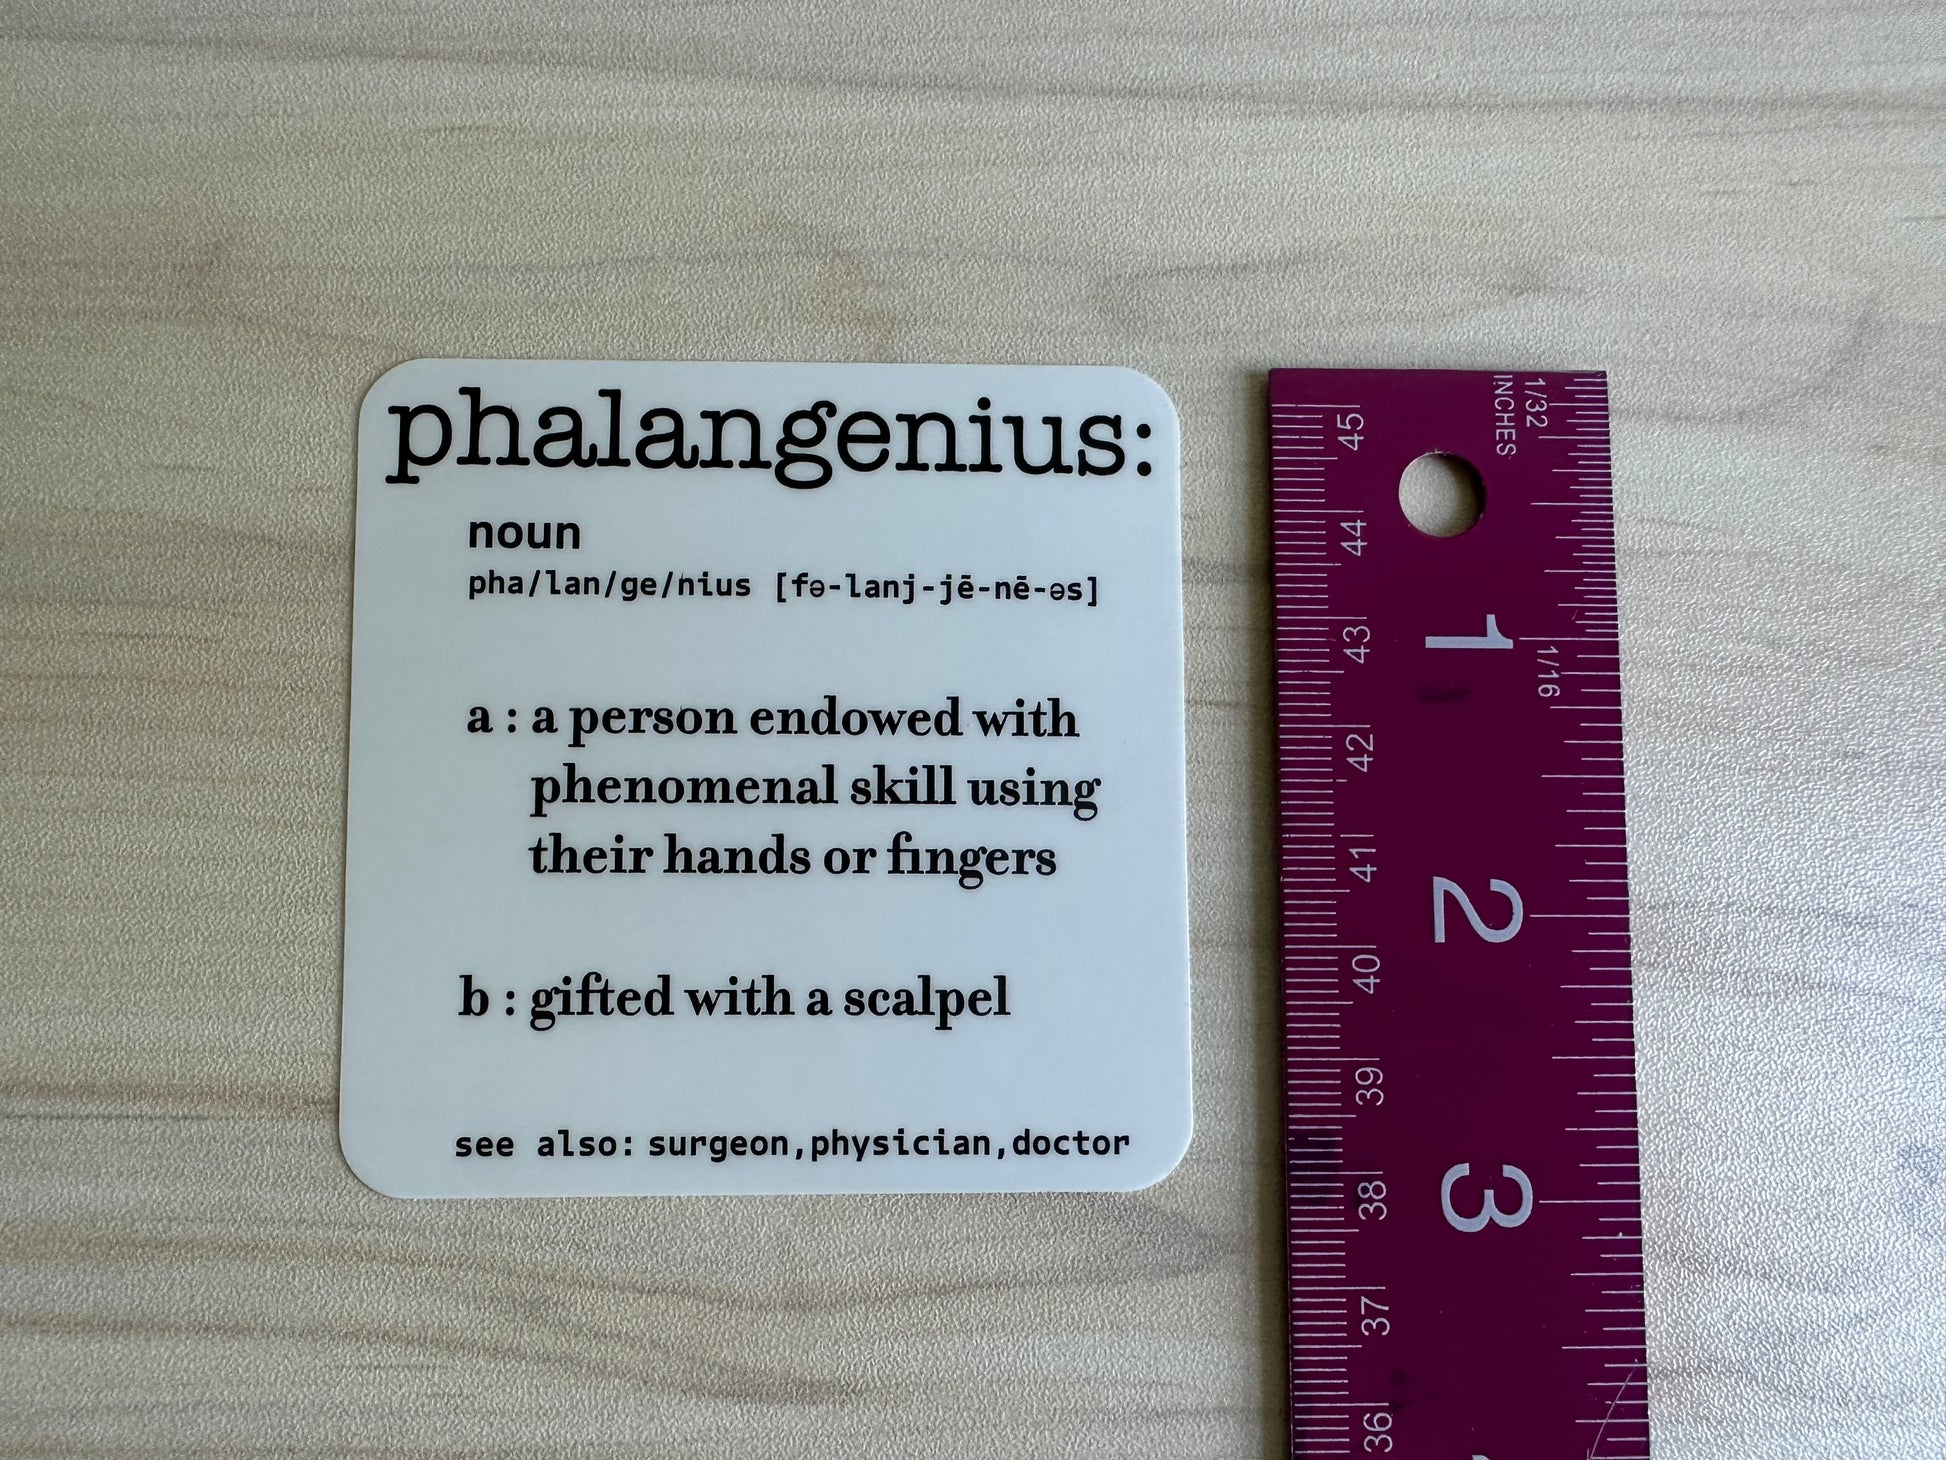 phalangenius:
noun
pha/lan/ge/nius [fə-lanj-jē-nē-əs]
a : a person endowed with
phenomenal skill using
their hands or fingers
b : gifted with a scalpel
see also: surgeon,physician,doctor
1/32
INCHES
1/16
1
2
3
45
44
43
42
41
40
39
38
37
36